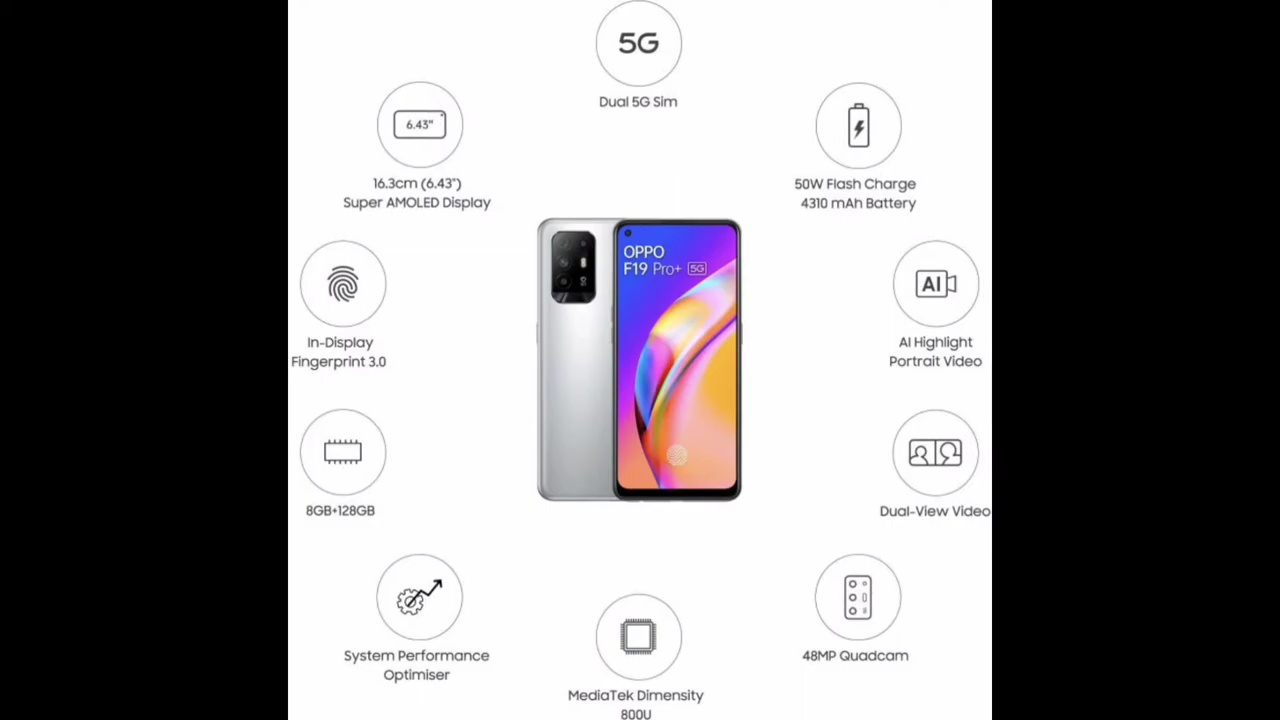 5G
Dual 5G Sim
6.43"
16.3cm (6.43")
Super AMOLED Display
50W Flash Charge
4310 mAh Battery
OPPO
F19 Pro+ 5G
5G
In-Display
Fingerprint 3.0
AI
AI Highlight
Portrait Video
8GB+128GB
Dual-View Video
System Performance
Optimiser
48MP Quadcam
MediaTek Dimensity
800U